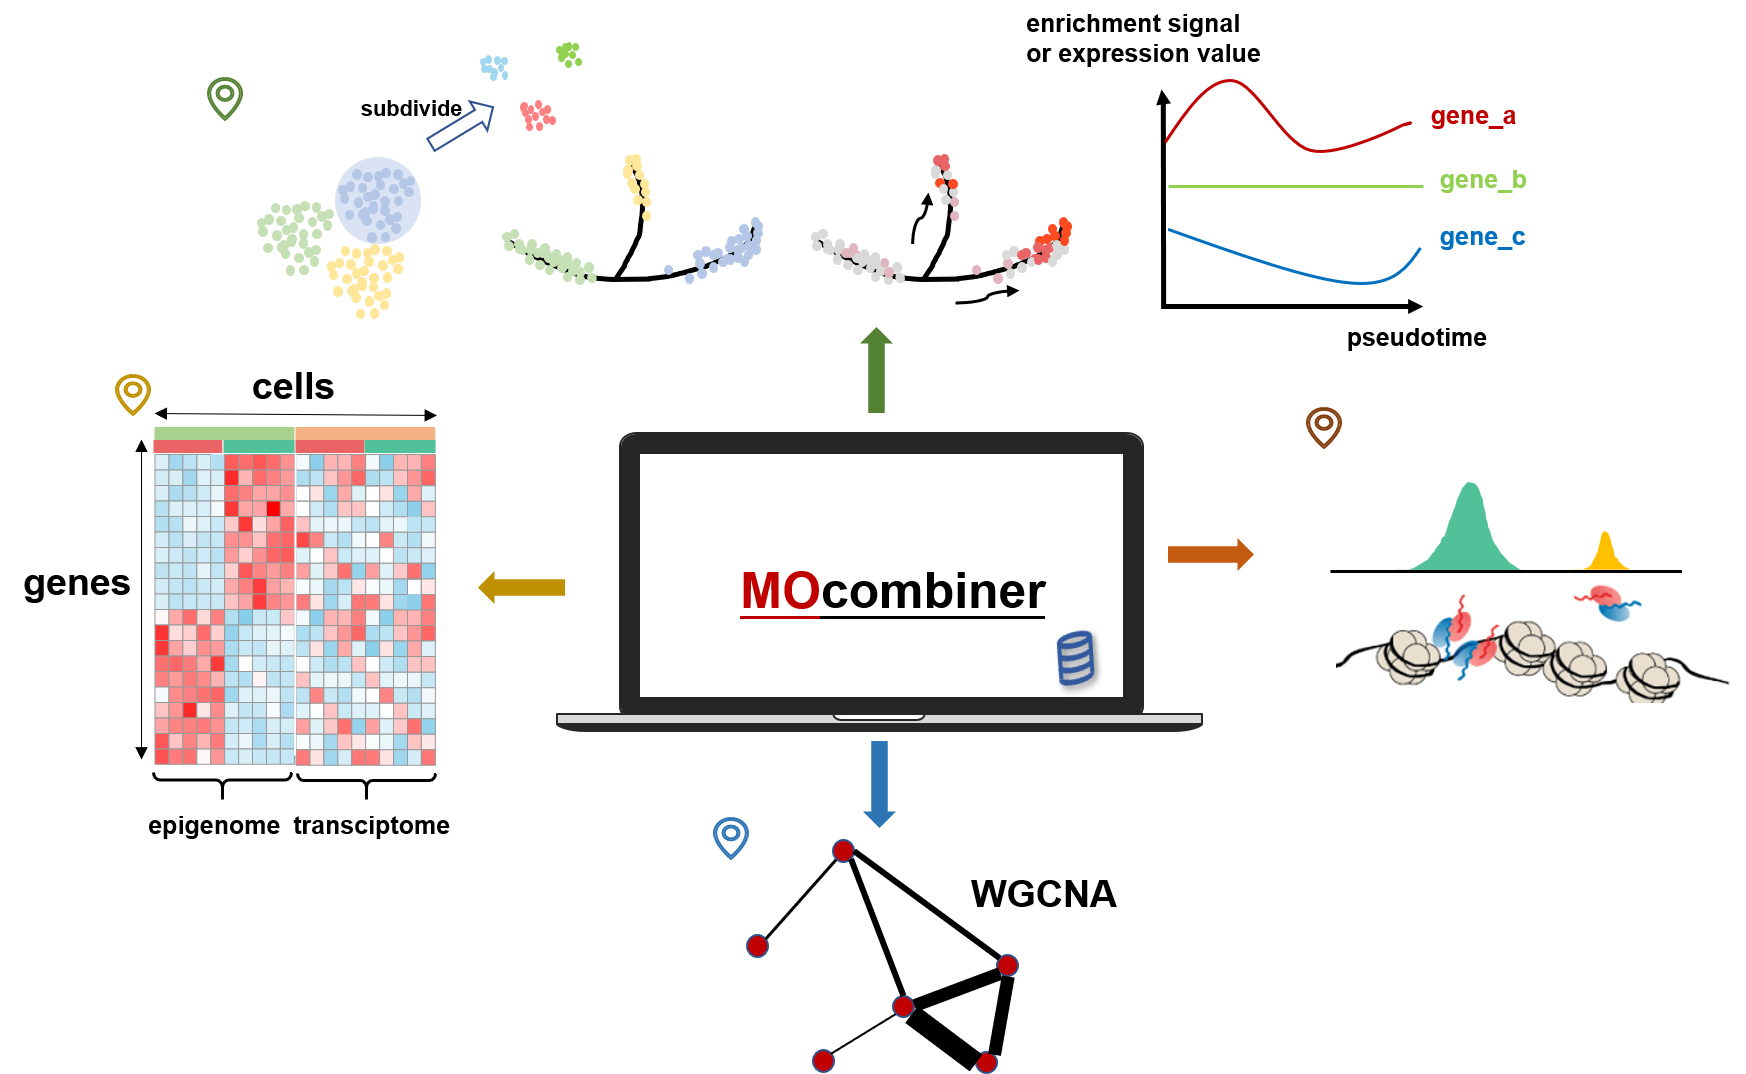 enrichment signal
or expression value
subdivide
gene_a
gene_b
gene_c
pseudotime
cells
genes
MOcombiner
epigenome transciptome
WGCNA